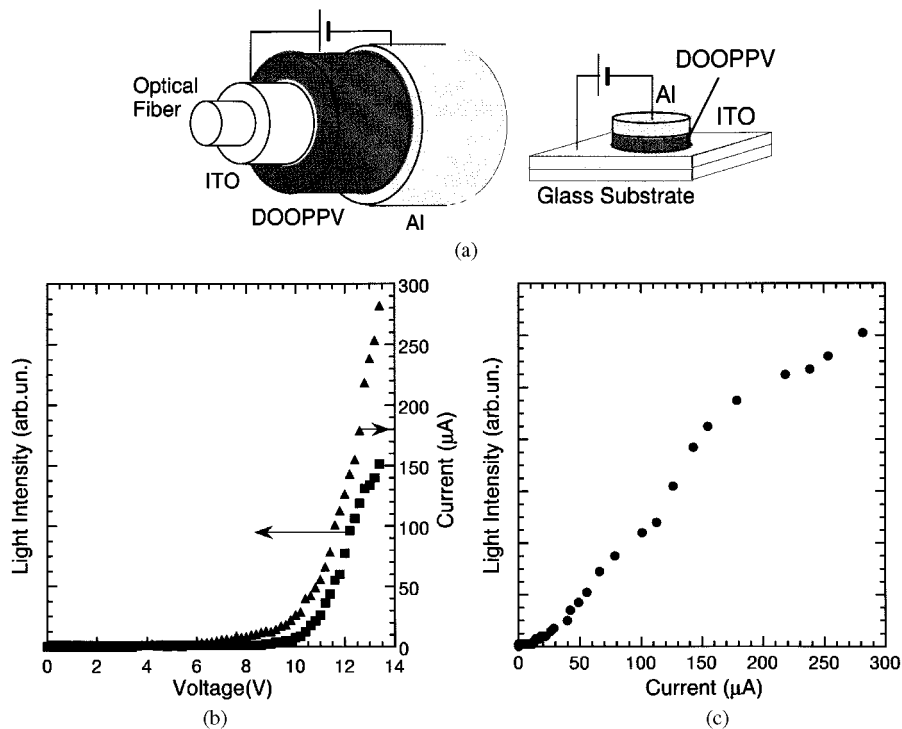 Optical
Fiber
ITO
DOOPPV
Al
DOOPPV
Al
ITO
Glass Substrate
(a)
Light Intensity (arb.un.)
300
250
200
150
100
50
0
Current (μA)
0 2 4 6 8 10 12 14
Voltage(V)
(b)
Light Intensity (arb.un.)
0 50 100 150 200 250 300
Current (μA)
(c)